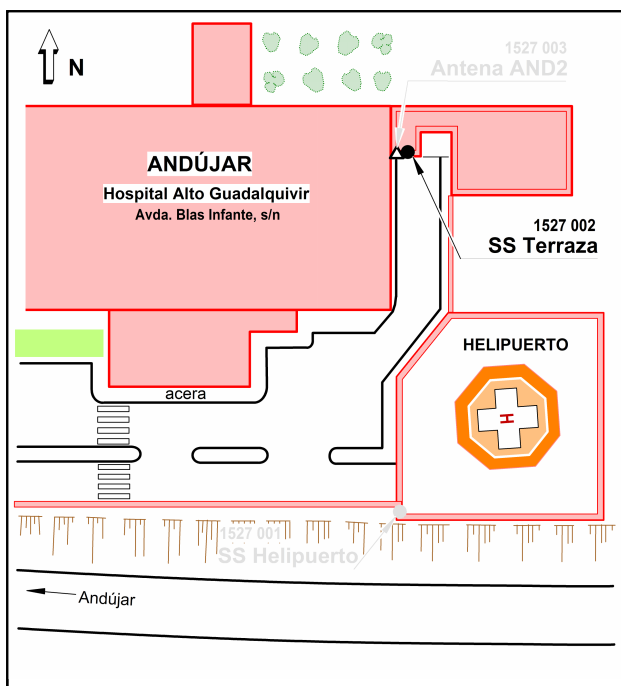 1527 003
Antena AND2
N
ANDÚJAR
Hospital Alto Guadalquivir
Avda. Blas Infante, s/n
1527 002
SS Terraza
HELIPUERTO
acera
H
1527 001
SS Helipuerto
Andújar